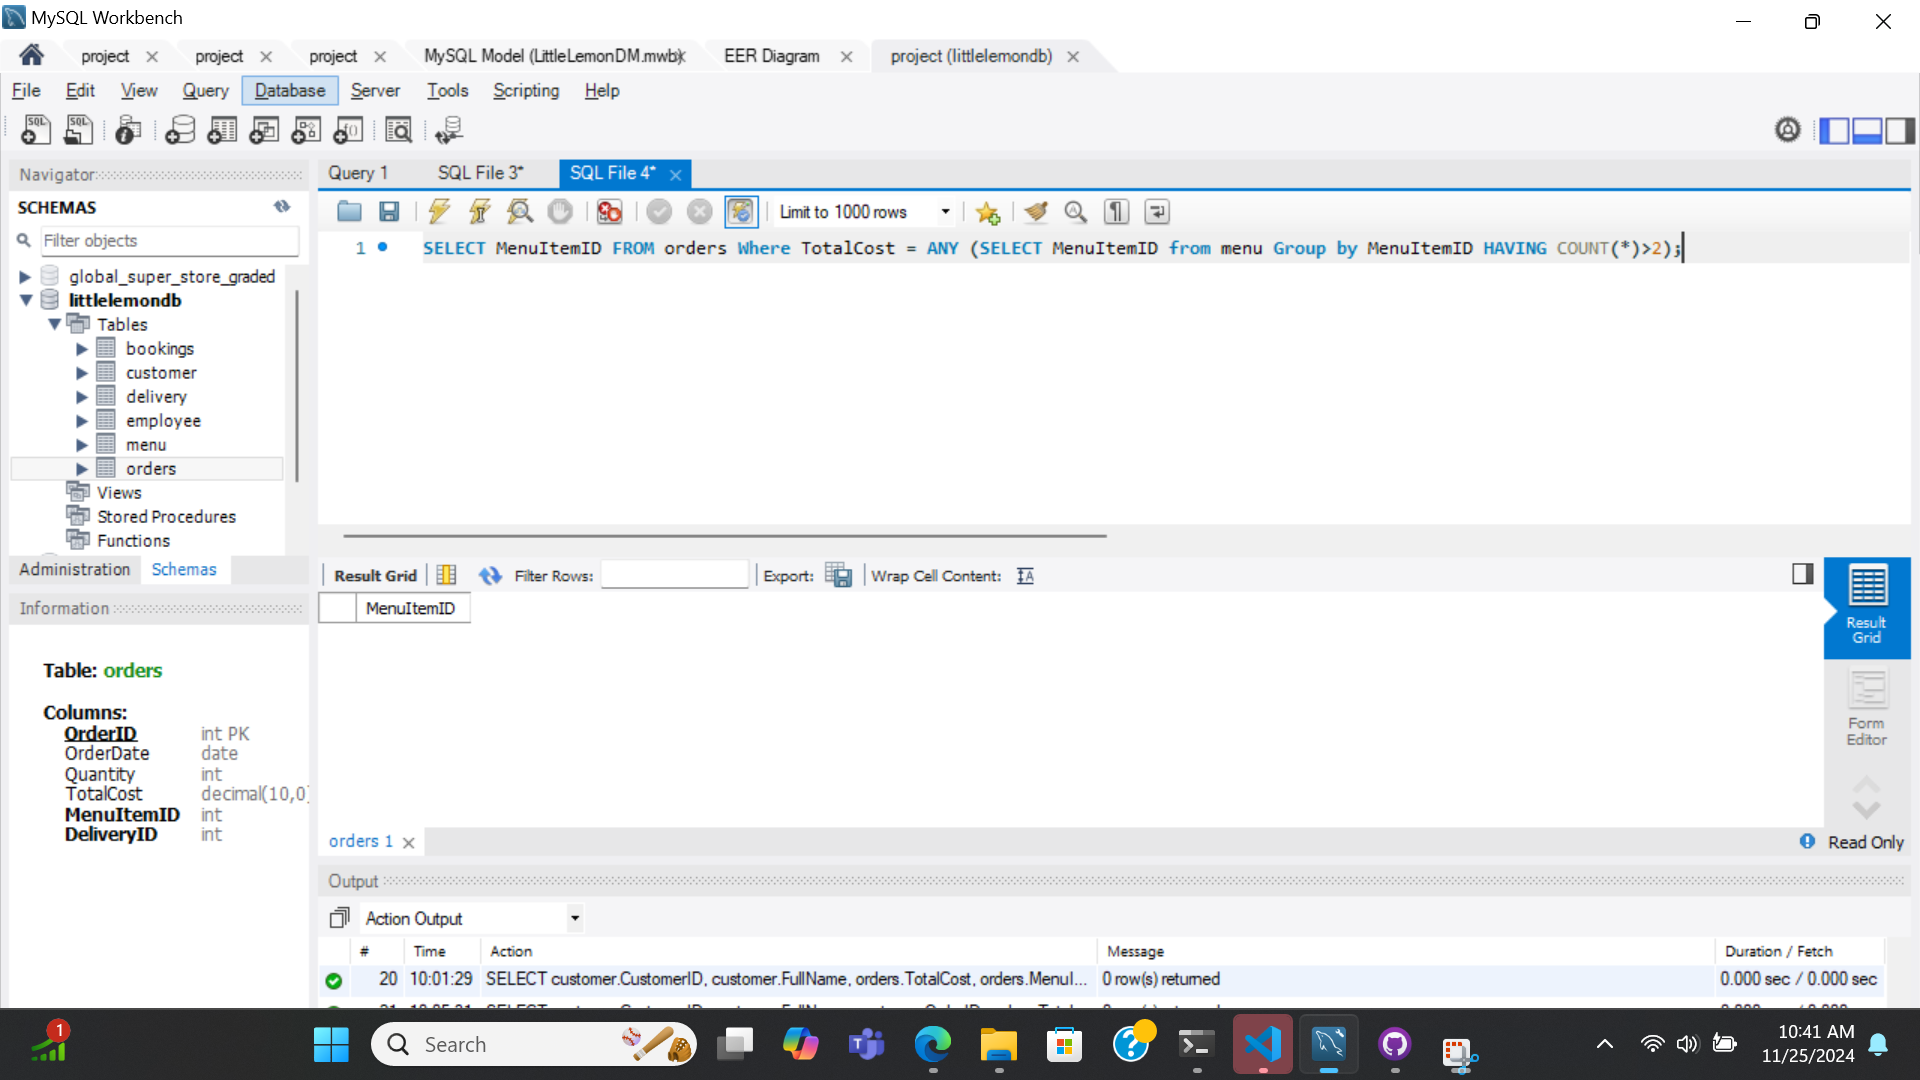 MySQL Workbench
project
project
project
MySQL Model (LittleLemonDM.mwb)
EER Diagram
project (littlelemondb)
File Edit View Query Database Server Tools Scripting Help
Navigator
Query 1 SQL File 3* SQL File 4*
SCHEMAS
Filter objects
Limit to 1000 rows
1 SELECT MenuItemID FROM orders Where TotalCost = ANY (SELECT MenuItemID from menu Group by MenuItemID HAVING COUNT(*)>2);
global_super_store_graded
littlelemondb
Tables
bookings
customer
delivery
employee
menu
orders
Views
Stored Procedures
Functions
Administration Schemas
Result Grid Filter Rows: Export: Wrap Cell Content:
MenuItemID
Result
Grid
Form
Editor
Information
Table: orders
Columns:
OrderID int PK
OrderDate date
Quantity int
TotalCost decimal(10,0)
MenuItemID int
DeliveryID int
orders 1
Read Only
Output
Action Output
# Time Action Message Duration / Fetch
20 10:01:29 SELECT customer.CustomerID, customer.FullName, orders.TotalCost, orders.MenuI... 0 row(s) returned 0.000 sec / 0.000 sec
1
Search
10:41 AM
11/25/2024